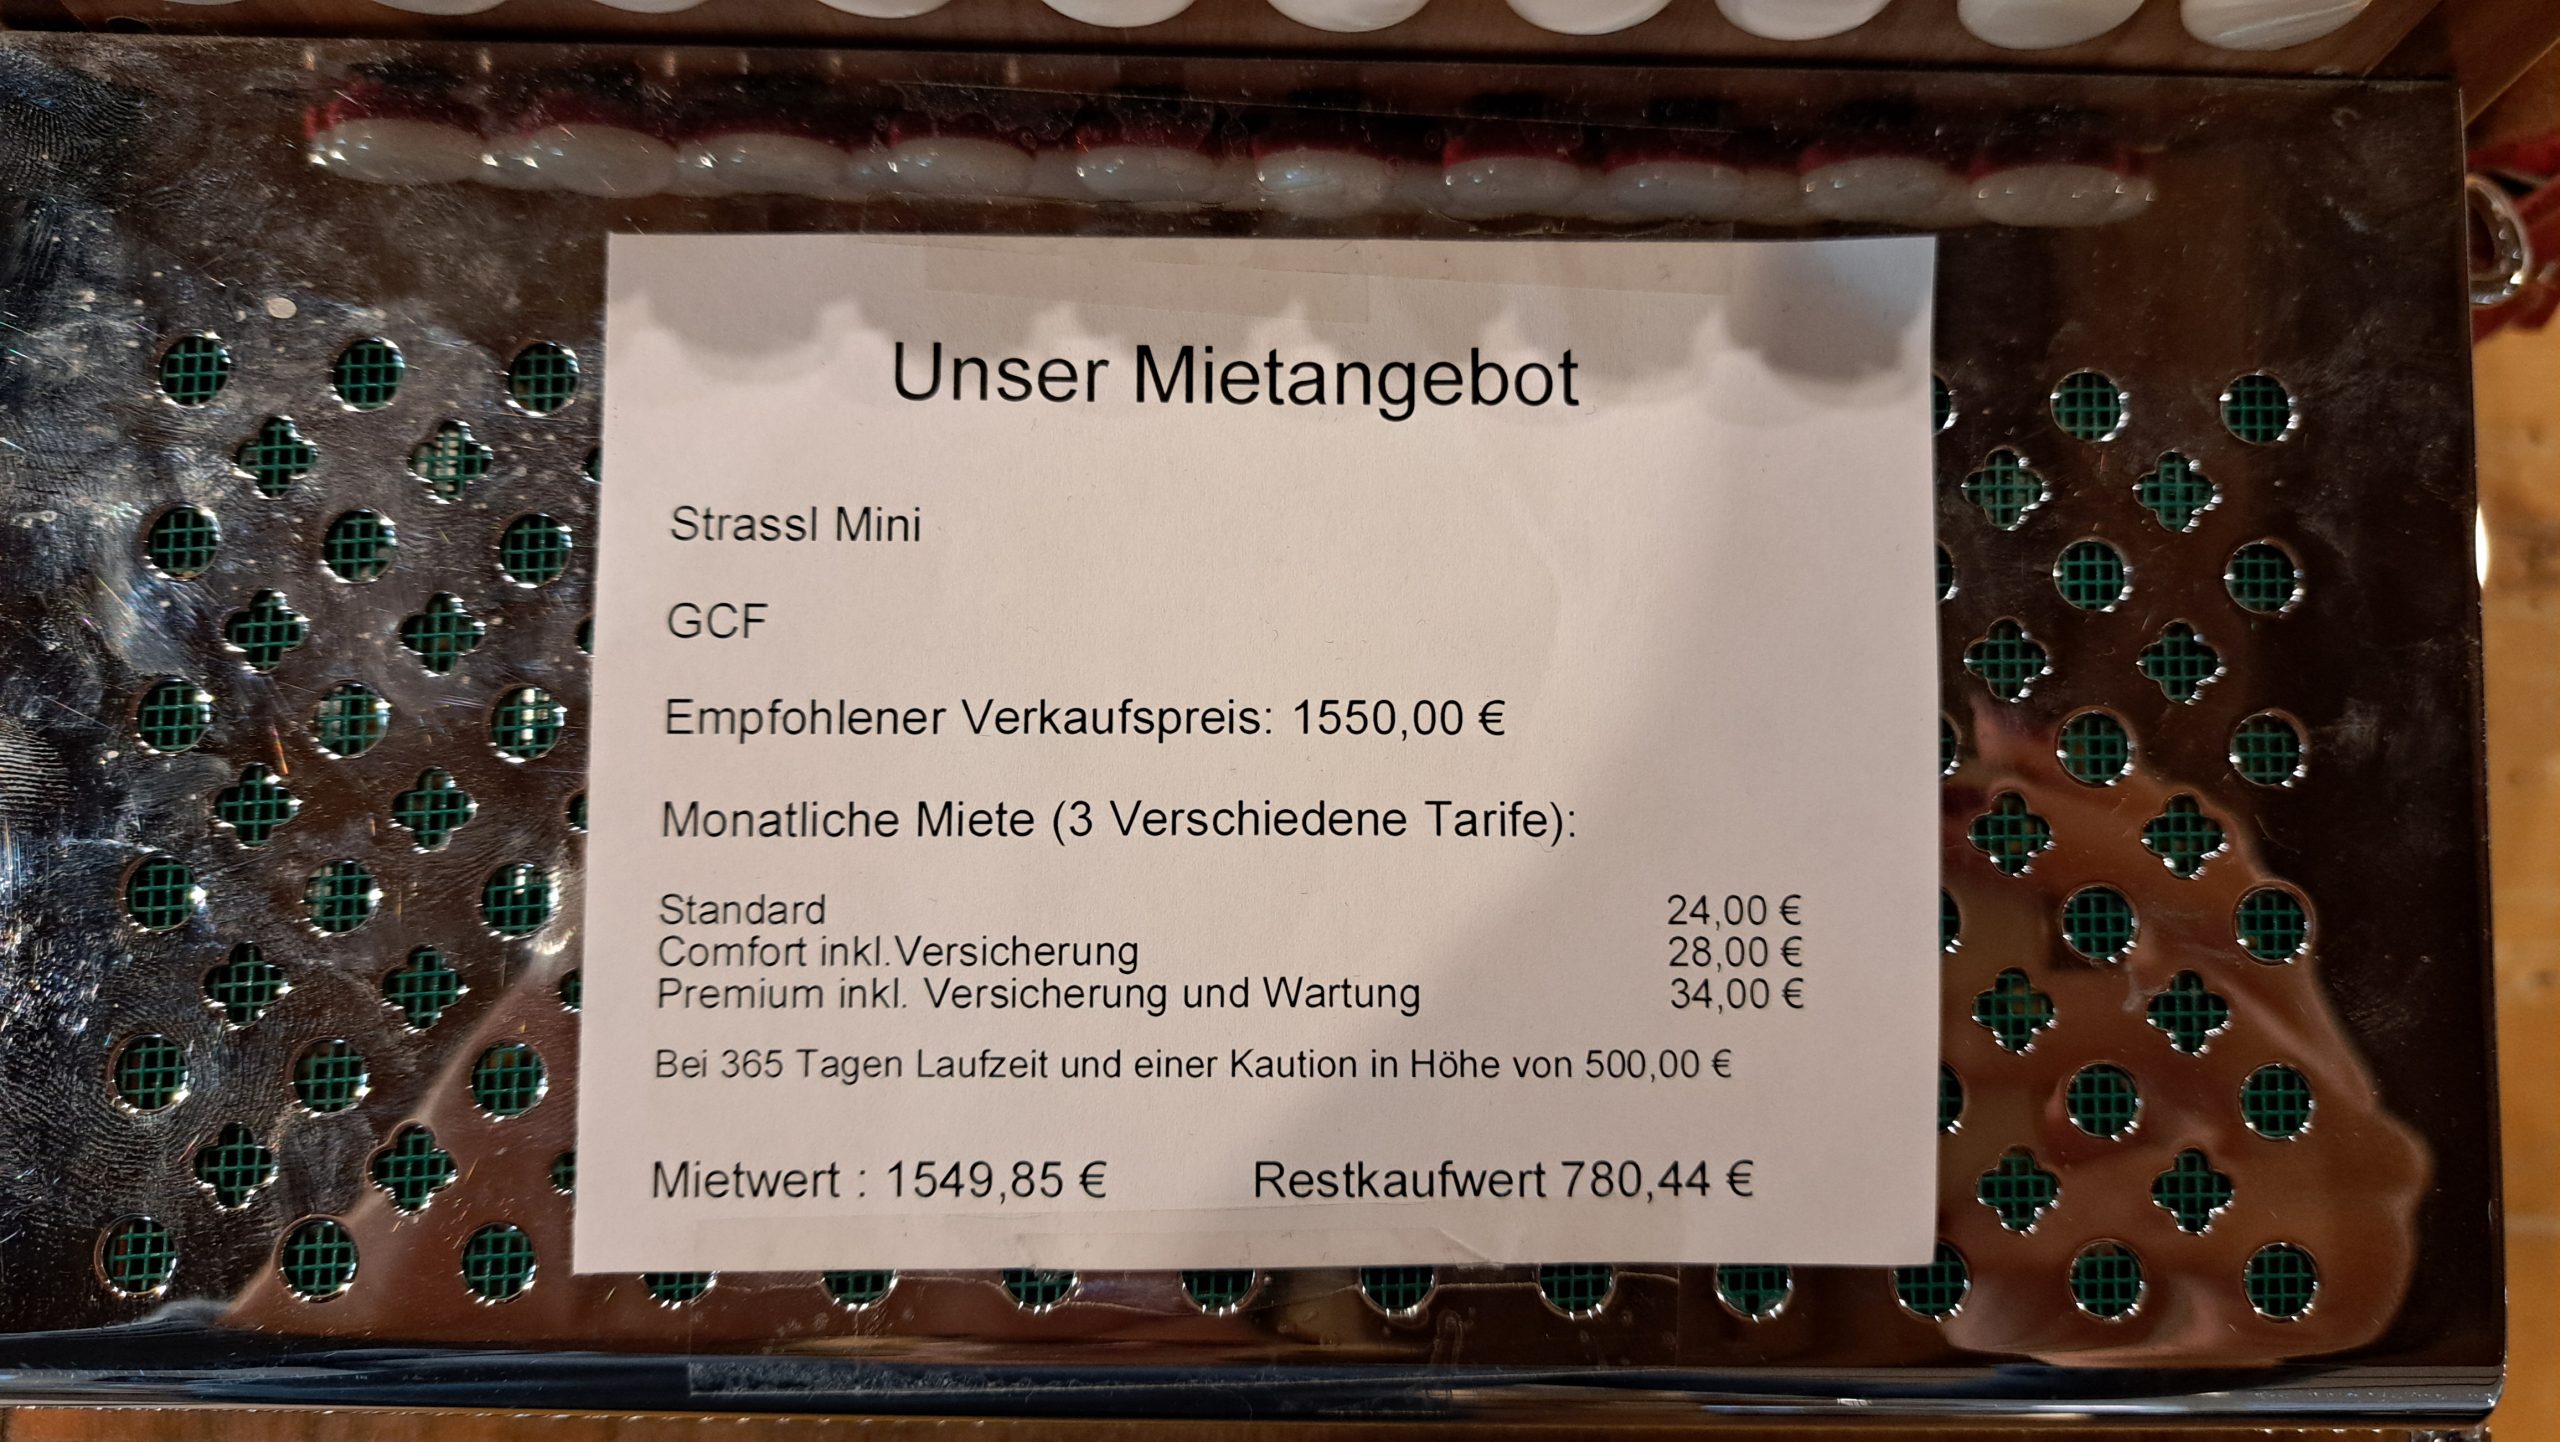 Unser Mietangebot
Strassl Mini
GCF
Empfohlener Verkaufspreis: 1550,00 €
Monatliche Miete (3 Verschiedene Tarife):
Standard 24,00 €
Comfort inkl.Versicherung 28,00 €
Premium inkl. Versicherung und Wartung 34,00 €
Bei 365 Tagen Laufzeit und einer Kaution in Höhe von 500,00 €
Mietwert : 1549,85 € Restkaufwert 780,44 €